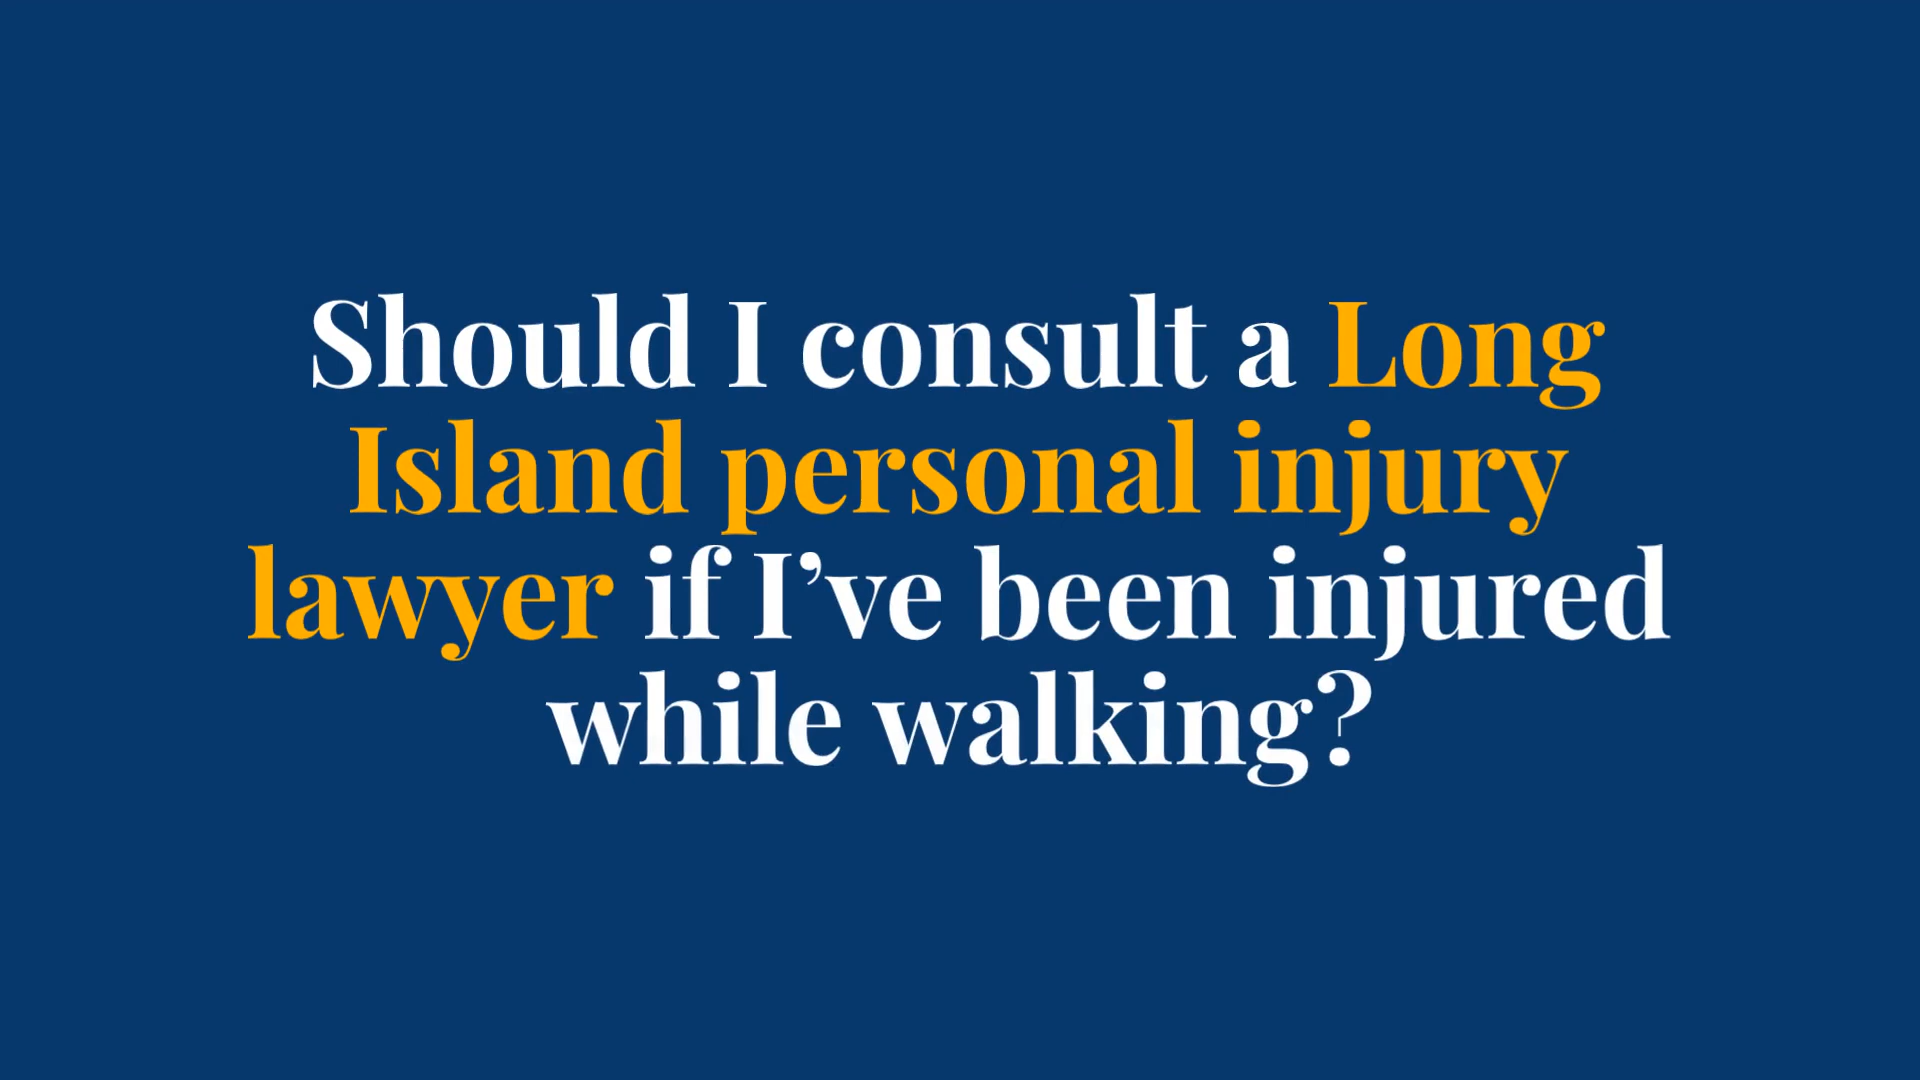 Should I consult a Long
Island personal injury
lawyer if I’ve been injured
while walking?